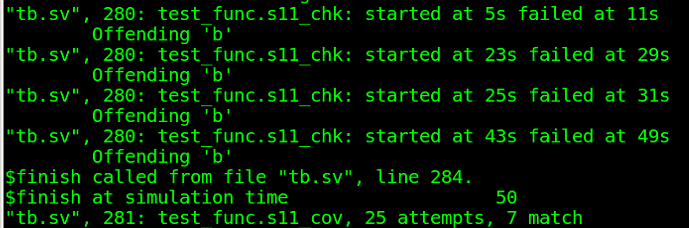 "tb.sv", 280: test_func.s11_chk: started at 5s failed at 11s
Offending 'b'
"tb.sv", 280: test_func.s11_chk: started at 23s failed at 29s
Offending 'b'
"tb.sv", 280: test_func.s11_chk: started at 25s failed at 31s
Offending 'b'
"tb.sv", 280: test_func.s11_chk: started at 43s failed at 49s
Offending 'b'
$finish called from file "tb.sv", line 284.
$finish at simulation time 50
"tb.sv", 281: test_func.s11_cov, 25 attempts, 7 match